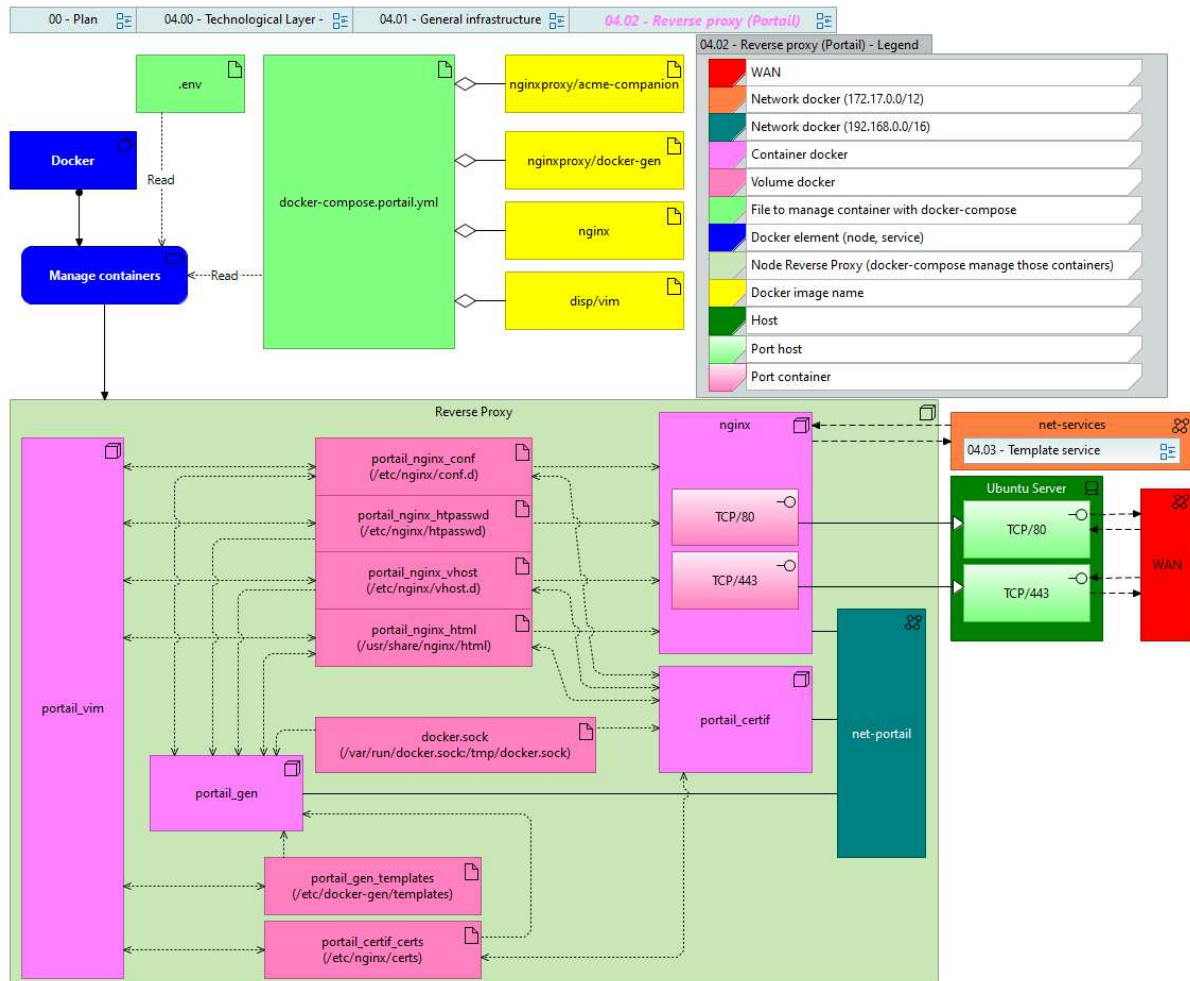 00 - Plan
04.00 - Technological Layer -
04.01 - General infrastructure
04.02 - Reverse proxy (Portail)
04.02 - Reverse proxy (Portail) - Legend
WAN
Network docker (172.17.0.0/12)
Network docker (192.168.0.0/16)
Container docker
Volume docker
File to manage container with docker-compose
Docker element (node, service)
Node Reverse Proxy (docker-compose manage those containers)
Docker image name
Host
Port host
Port container
.env
docker-compose.portail.yml
nginxproxy/acme-companion
nginxproxy/docker-gen
nginx
disp/vim
Docker
Read
Manage containers
Read
Reverse Proxy
portail_vim
portail_nginx_conf
(/etc/nginx/conf.d)
portail_nginx_htpasswd
(/etc/nginx/htpasswd)
portail_nginx_vhost
(/etc/nginx/vhost.d)
portail_nginx_html
(/usr/share/nginx/html)
docker.sock
(/var/run/docker.sock:/tmp/docker.sock)
portail_gen
portail_gen_templates
(/etc/docker-gen/templates)
portail_certif_certs
(/etc/nginx/certs)
nginx
TCP/80
TCP/443
portail_certif
net-portail
net-services
04.03 - Template service
Ubuntu Server
TCP/80
TCP/443
WAN